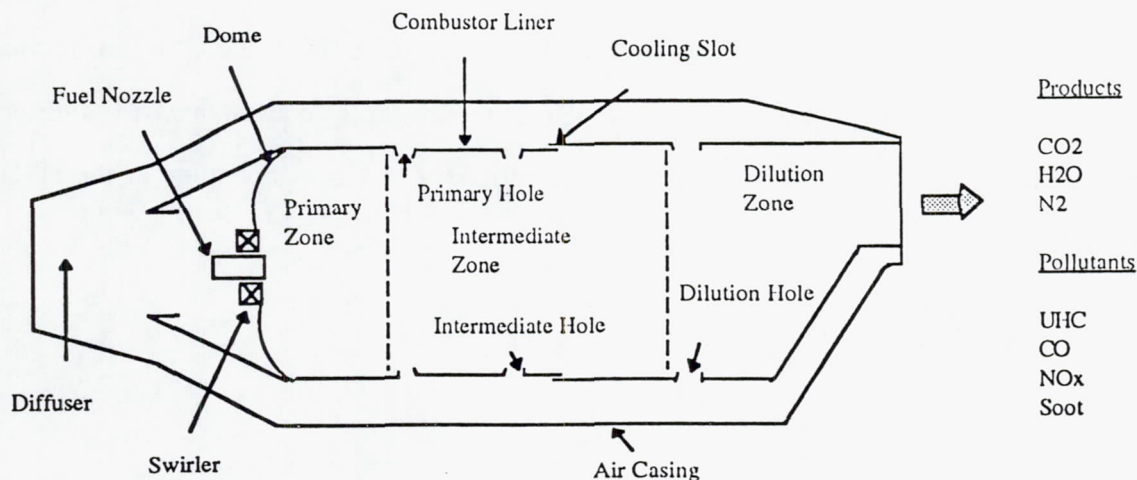 Combustor Liner
Dome
Cooling Slot
Fuel Nozzle
Products
CO2
H2O
N2
Primary Hole
Primary
Zone
Intermediate
Zone
Dilution
Zone
Pollutants
UHC
CO
NOx
Soot
Dilution Hole
Intermediate Hole
Diffuser
Swirler
Air Casing